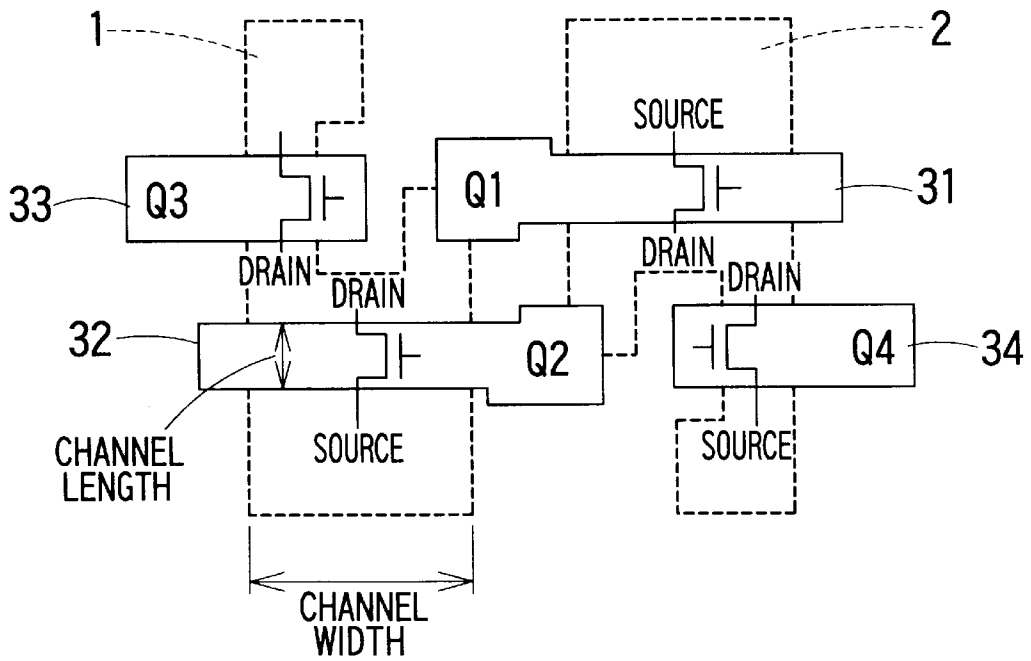 1
2
SOURCE
33
Q3
Q1
31
DRAIN
DRAIN
DRAIN
DRAIN
32
Q2
Q4
34
CHANNEL
LENGTH
SOURCE
SOURCE
CHANNEL
WIDTH